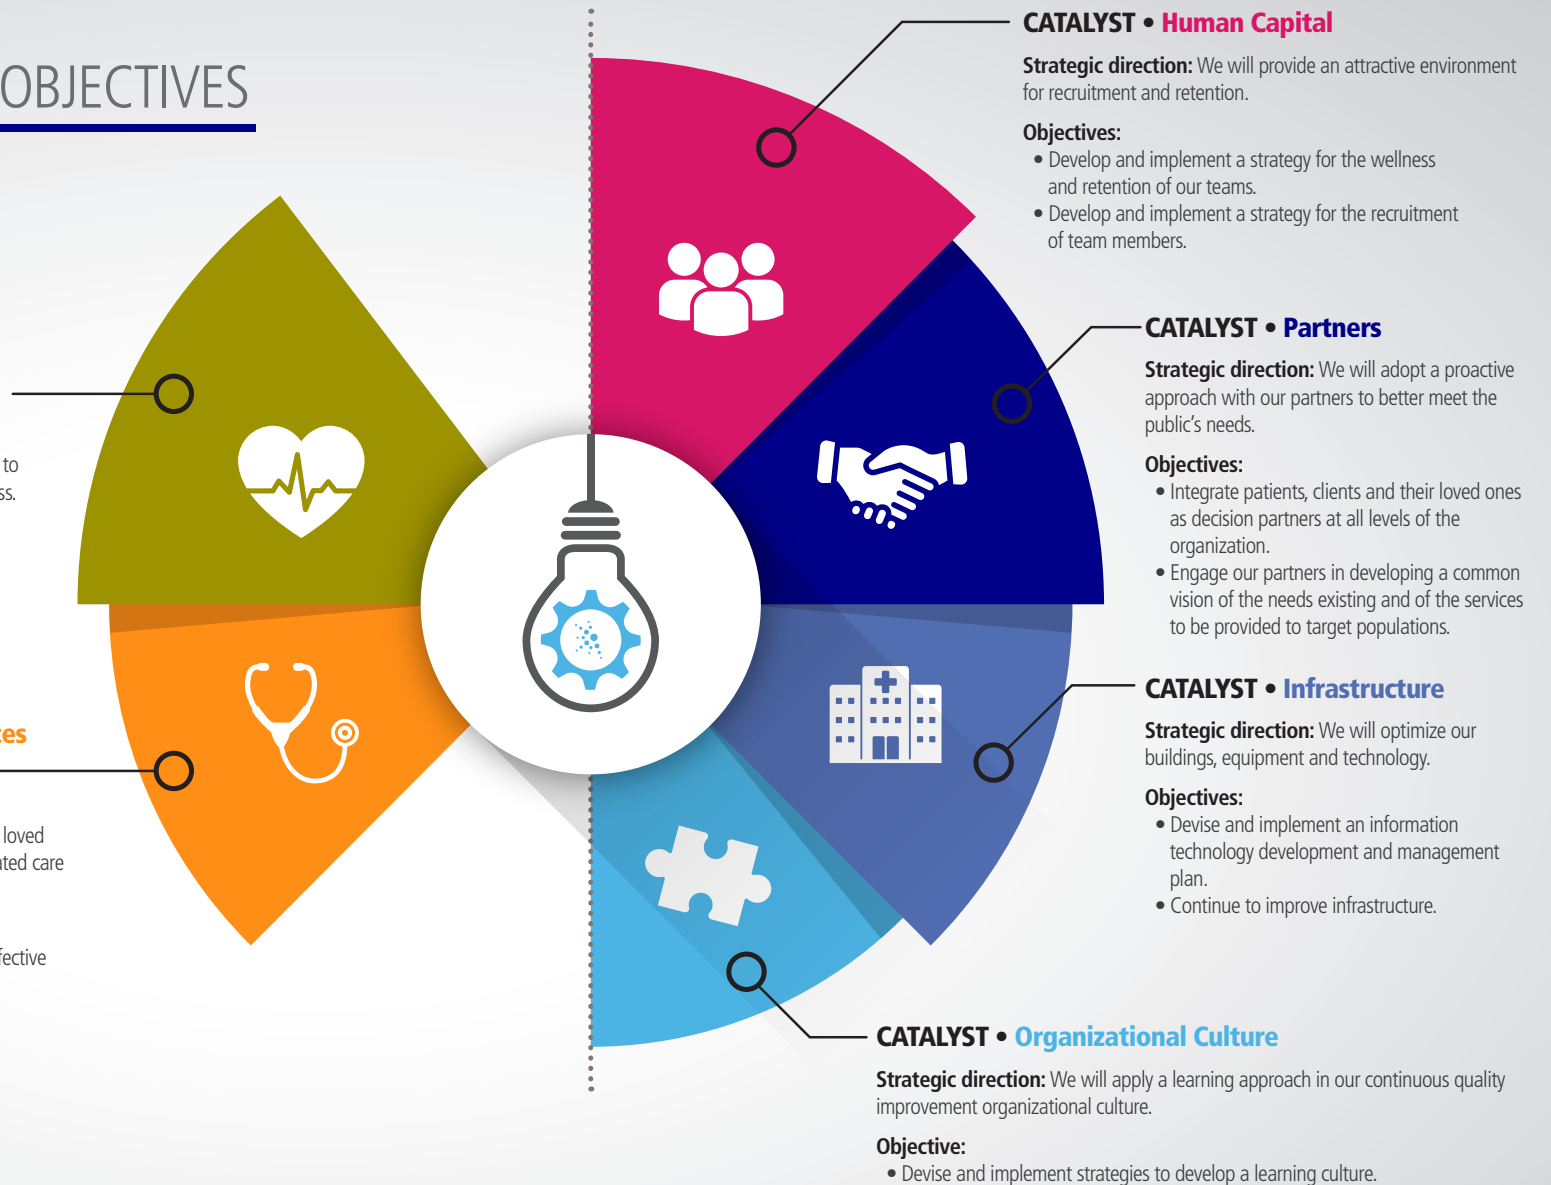 OBJECTIVES
to
ss.
ces
loved
ated care
fective
CATALYST • Human Capital
Strategic direction: We will provide an attractive environment
for recruitment and retention.
Objectives:
• Develop and implement a strategy for the wellness
and retention of our teams.
• Develop and implement a strategy for the recruitment
of team members.
CATALYST • Partners
Strategic direction: We will adopt a proactive
approach with our partners to better meet the
public's needs.
Objectives:
• Integrate patients, clients and their loved ones
as decision partners at all levels of the
organization.
• Engage our partners in developing a common
vision of the needs existing and of the services
to be provided to target populations.
CATALYST • Infrastructure
Strategic direction: We will optimize our
buildings, equipment and technology.
Objectives:
• Devise and implement an information
technology development and management
plan.
• Continue to improve infrastructure.
CATALYST • Organizational Culture
Strategic direction: We will apply a learning approach in our continuous quality
improvement organizational culture.
Objective:
• Devise and implement strategies to develop a learning culture.